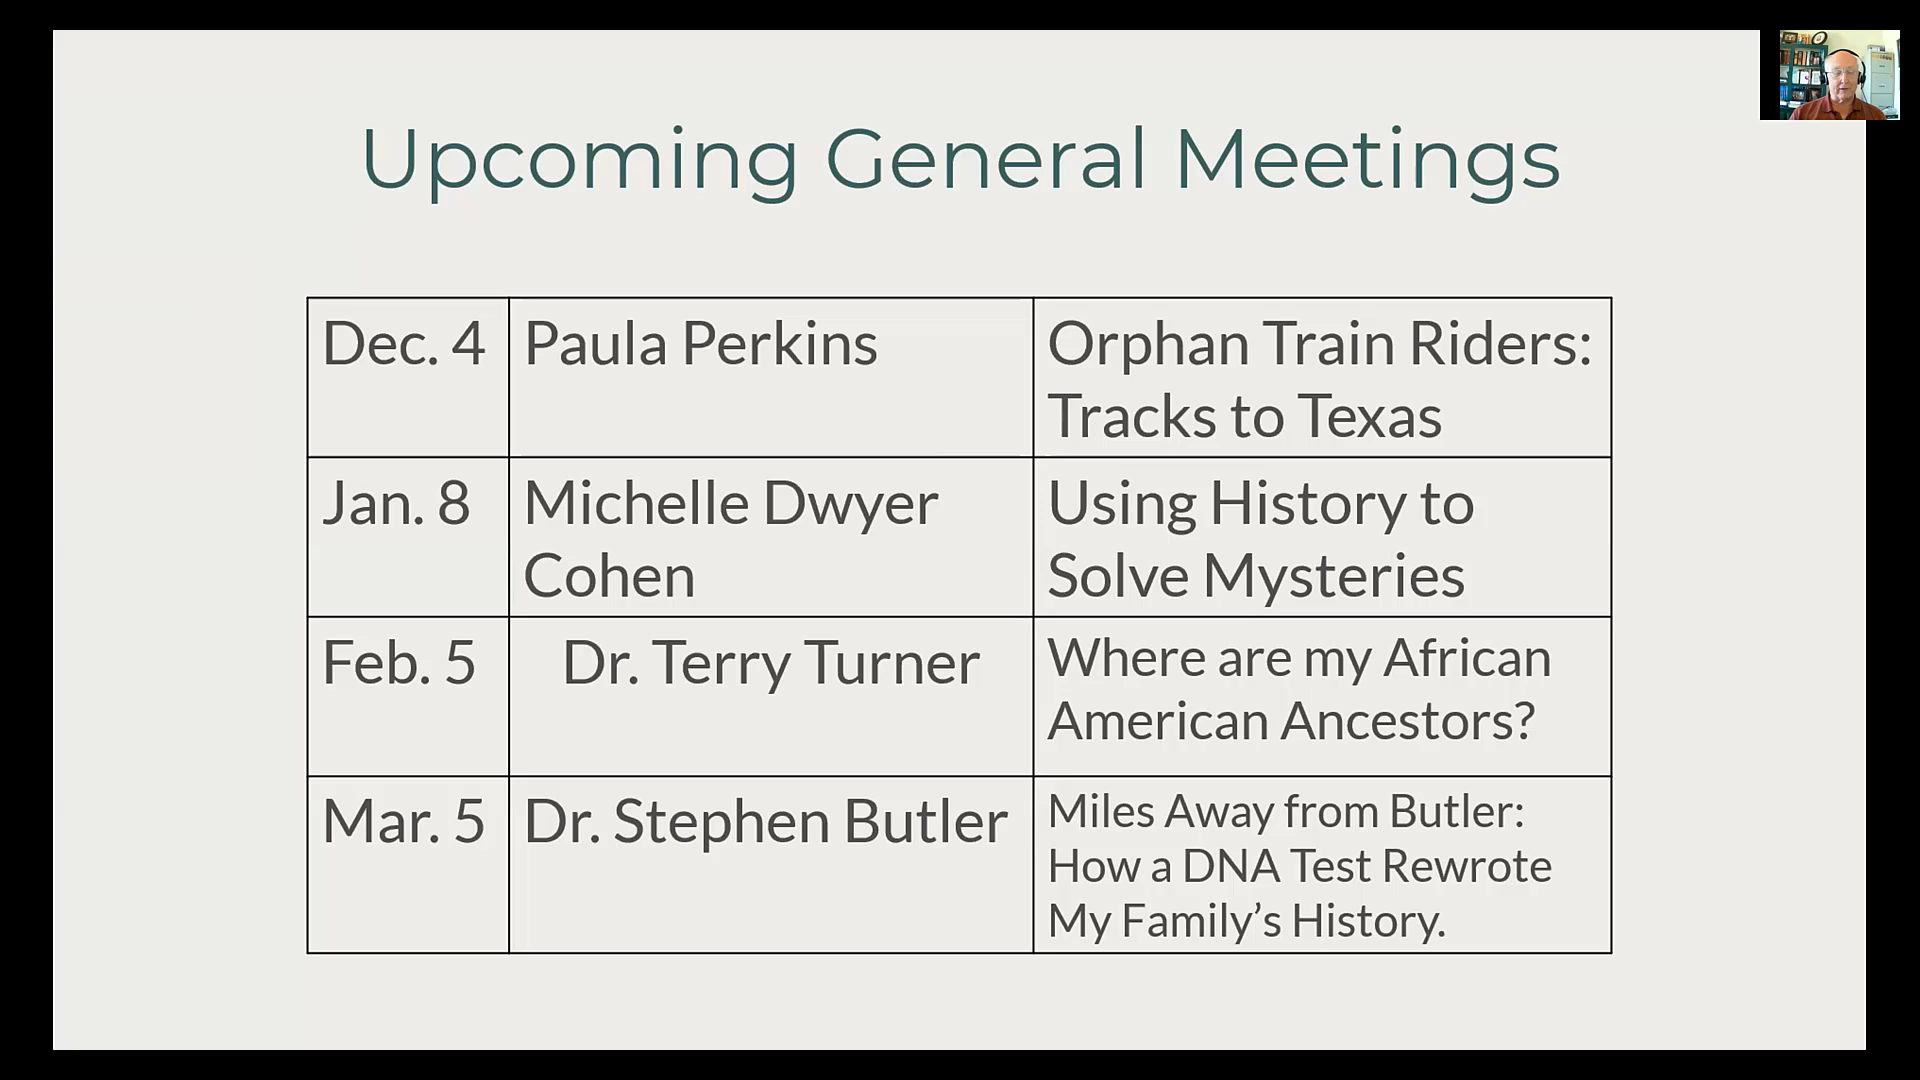 Upcoming General Meetings
Dec. 4
Paula Perkins
Orphan Train Riders:
Tracks to Texas
Jan. 8
Michelle Dwyer
Cohen
Using History to
Solve Mysteries
Feb. 5
Dr. Terry Turner
Where are my African
American Ancestors?
Mar. 5
Dr. Stephen Butler
Miles Away from Butler:
How a DNA Test Rewrote
My Family’s History.